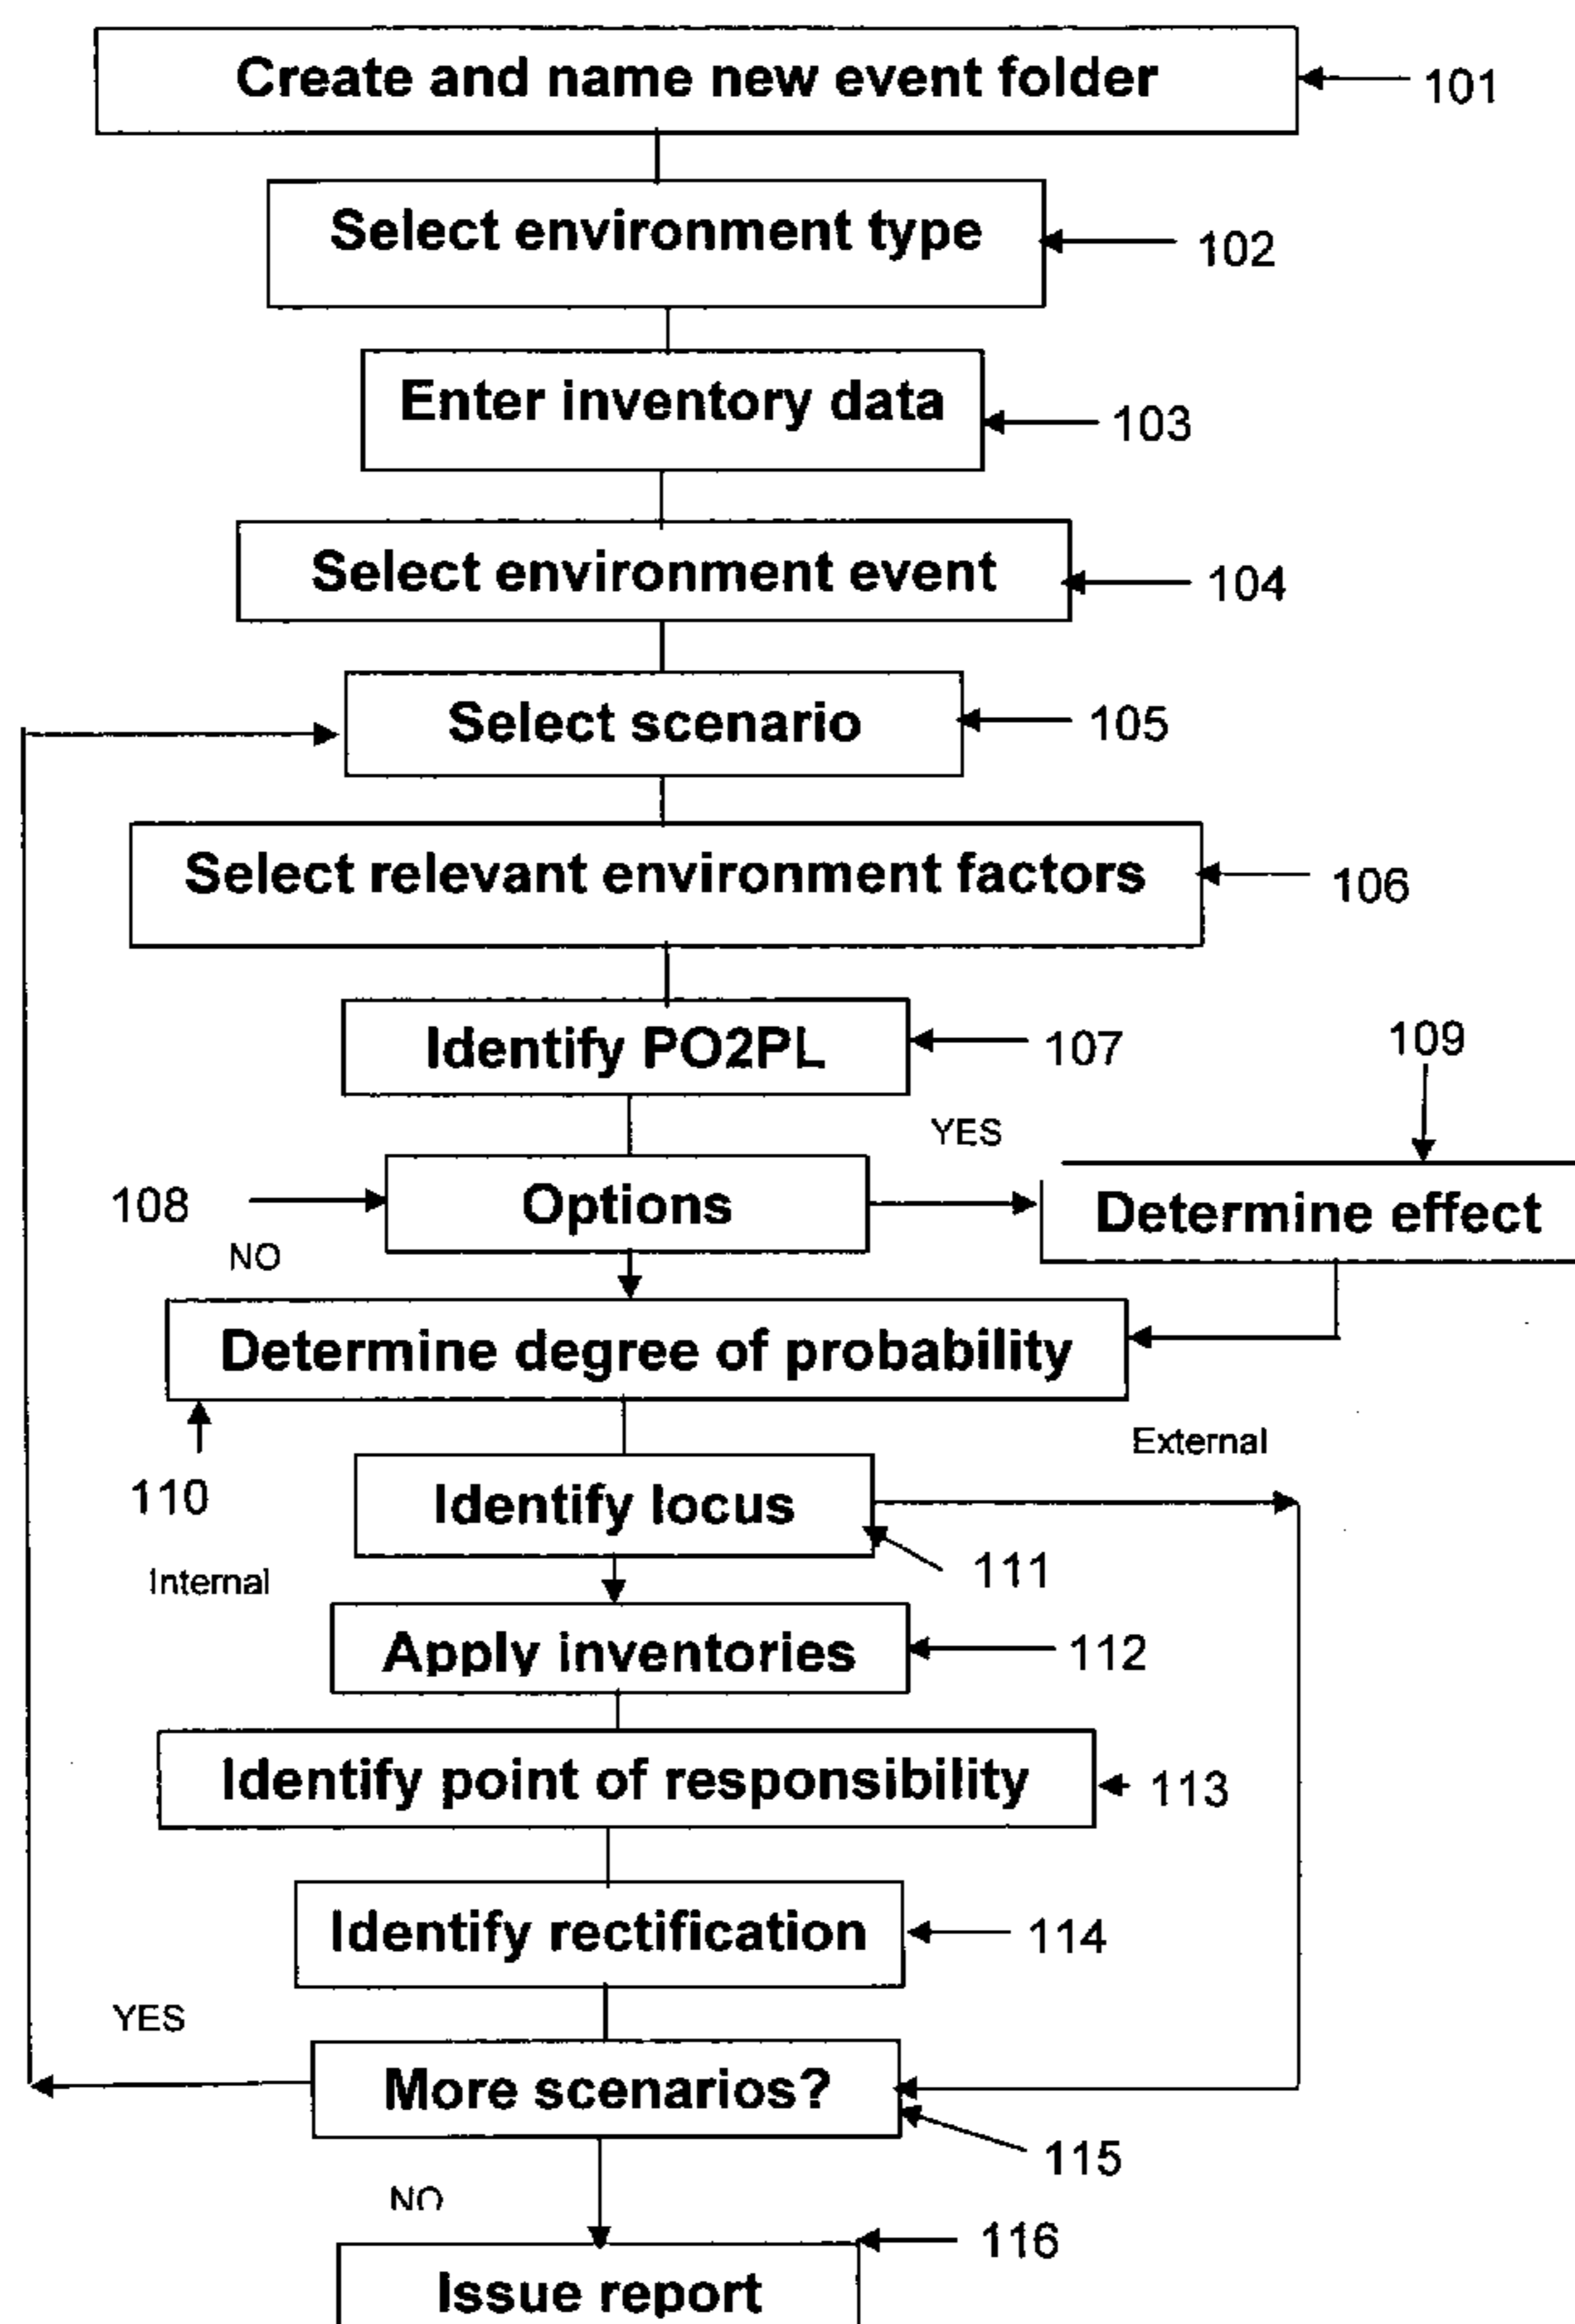 Create and name new event folder
101
Select environment type
102
Enter inventory data
103
Select environment event
104
Select scenario
105
Select relevant environment factors
106
Identify PO2PL
107
109
YES
108
Options
Determine effect
NO
Determine degree of probability
110
External
Identify locus
111
Internal
Apply inventories
112
Identify point of responsibility
113
Identify rectification
114
YES
More scenarios?
115
NO
116
Issue report